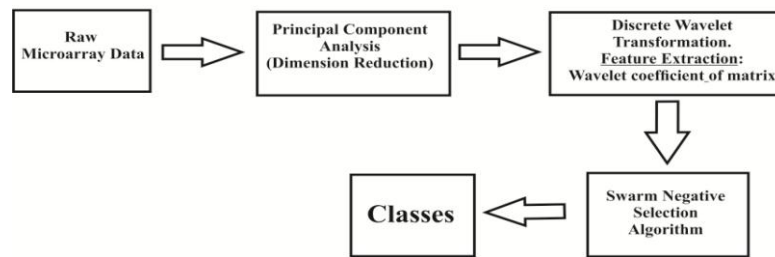 Raw
Microarray Data
Principal Component
Analysis
(Dimension Reduction)
Discrete Wavelet
Transformation.
Feature Extraction:
Wavelet coefficient of matrix
Swarm Negative
Selection
Algorithm
Classes